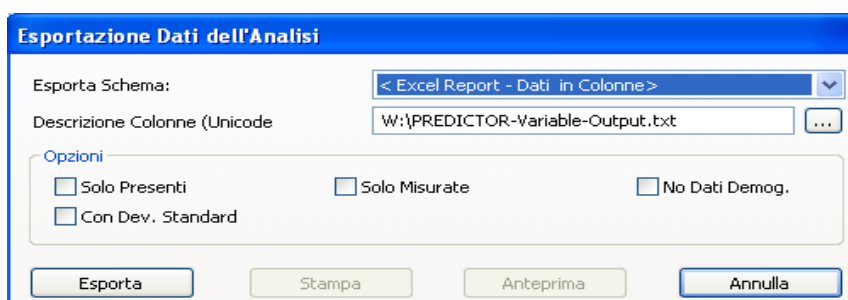 Esportazione Dati dell'Analisi
Esporta Schema: < Excel Report - Dati in Colonne>
Descrizione Colonne (Unicode W:\PREDICTOR-Variable-Output.txt ...
Opzioni
Solo Presenti Solo Misurate No Dati Demog.
Con Dev. Standard
Esporta Stampa Anteprima Annulla